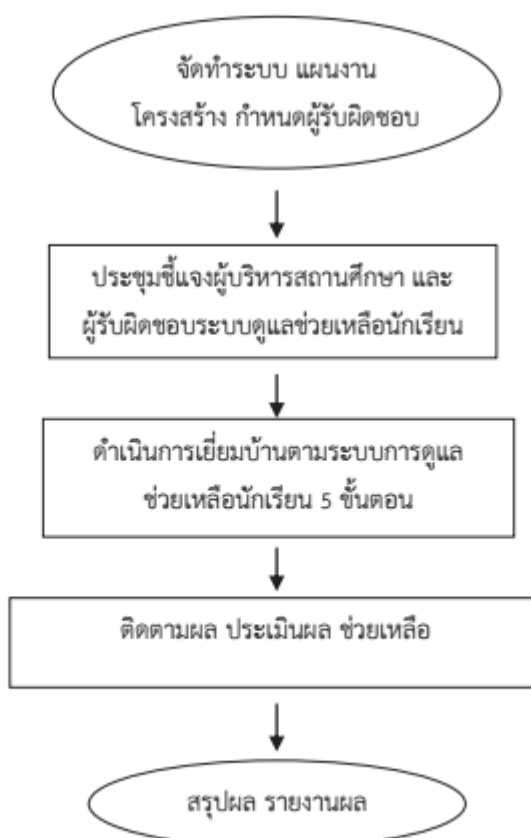 จัดทำระบบ แผนงาน
โครงสร้าง กำหนดผู้รับผิดชอบ
ประชุมชี้แจงผู้บริหารสถานศึกษา และ
ผู้รับผิดชอบระบบดูแลช่วยเหลือนักเรียน
ดำเนินการเยี่ยมบ้านตามระบบการดูแล
ช่วยเหลือนักเรียน 5 ขั้นตอน
ติดตามผล ประเมินผล ช่วยเหลือ
สรุปผล รายงานผล